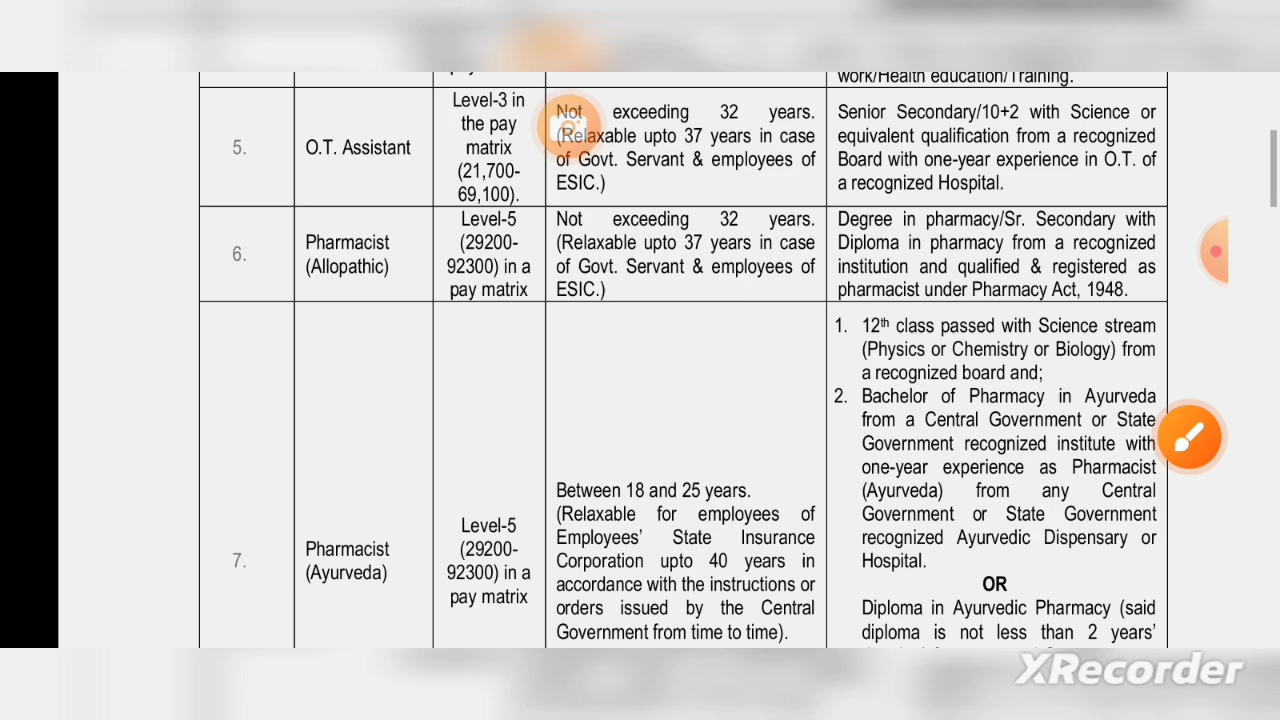 work/Health education/Training.
5.
O.T. Assistant
Level-3 in
the pay
matrix
(21,700-
69,100).
Not exceeding 32 years.
(Relaxable upto 37 years in case
of Govt. Servant & employees of
ESIC.)
Senior Secondary/10+2 with Science or
equivalent qualification from a recognized
Board with one-year experience in O.T. of
a recognized Hospital.
6.
Pharmacist
(Allopathic)
Level-5
(29200-
92300) in a
pay matrix
Not exceeding 32 years.
(Relaxable upto 37 years in case
of Govt. Servant & employees of
ESIC.)
Degree in pharmacy/Sr. Secondary with
Diploma in pharmacy from a recognized
institution and qualified & registered as
pharmacist under Pharmacy Act, 1948.
7.
Pharmacist
(Ayurveda)
Level-5
(29200-
92300) in a
pay matrix
Between 18 and 25 years.
(Relaxable for employees of
Employees' State Insurance
Corporation upto 40 years in
accordance with the instructions or
orders issued by the Central
Government from time to time).
1. 12th class passed with Science stream
(Physics or Chemistry or Biology) from
a recognized board and;
2. Bachelor of Pharmacy in Ayurveda
from a Central Government or State
Government recognized institute with
one-year experience as Pharmacist
(Ayurveda) from any Central
Government or State Government
recognized Ayurvedic Dispensary or
Hospital.
OR
Diploma in Ayurvedic Pharmacy (said
diploma is not less than 2 years'
XRecorder